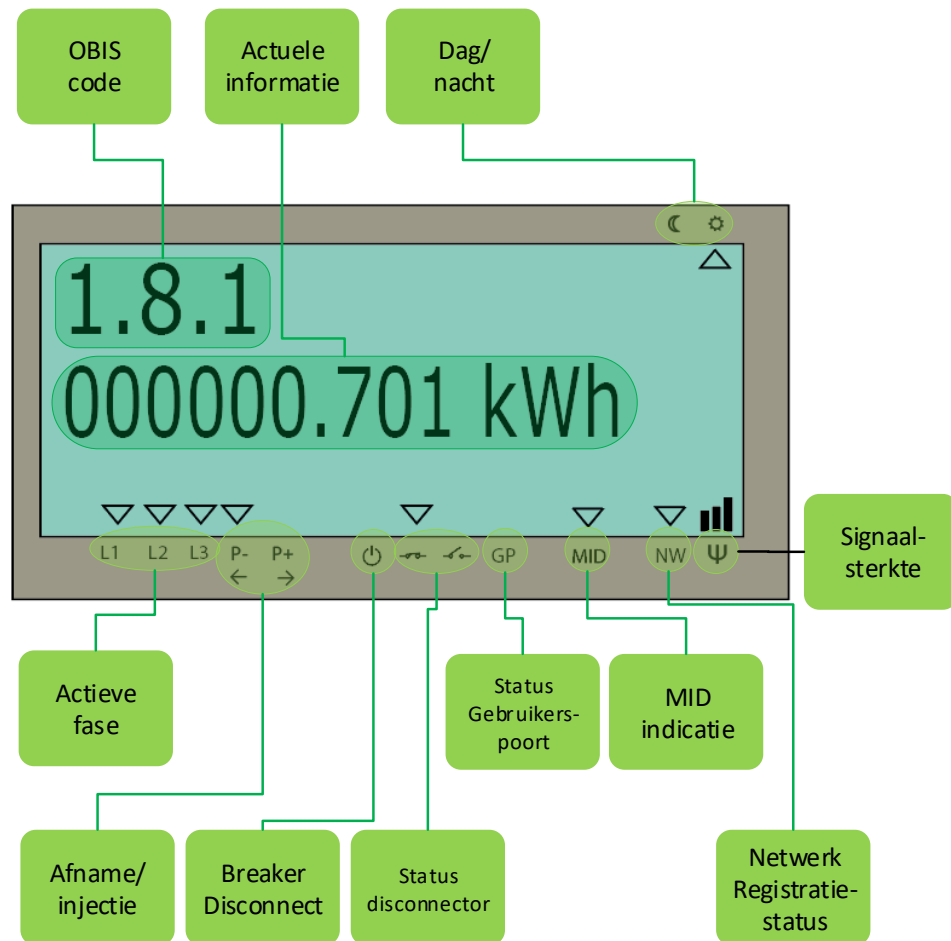 OBIS
code
Actuele
informatie
Dag/
nacht
1.8.1
000000.701 kWh
L1 L2 L3 P- P+ GP MID NW
← →
Signaal-
sterkte
Actieve
fase
Status
Gebruikers-
poort
MID
indicatie
Afname/
injectie
Breaker
Disconnect
Status
disconnector
Netwerk
Registratie-
status